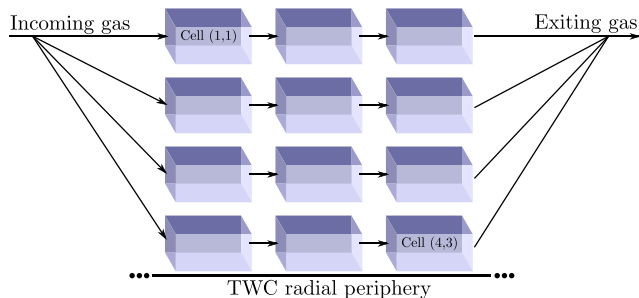 Incoming gas
Exiting gas
Cell (1,1)
Cell (4,3)
TWC radial periphery